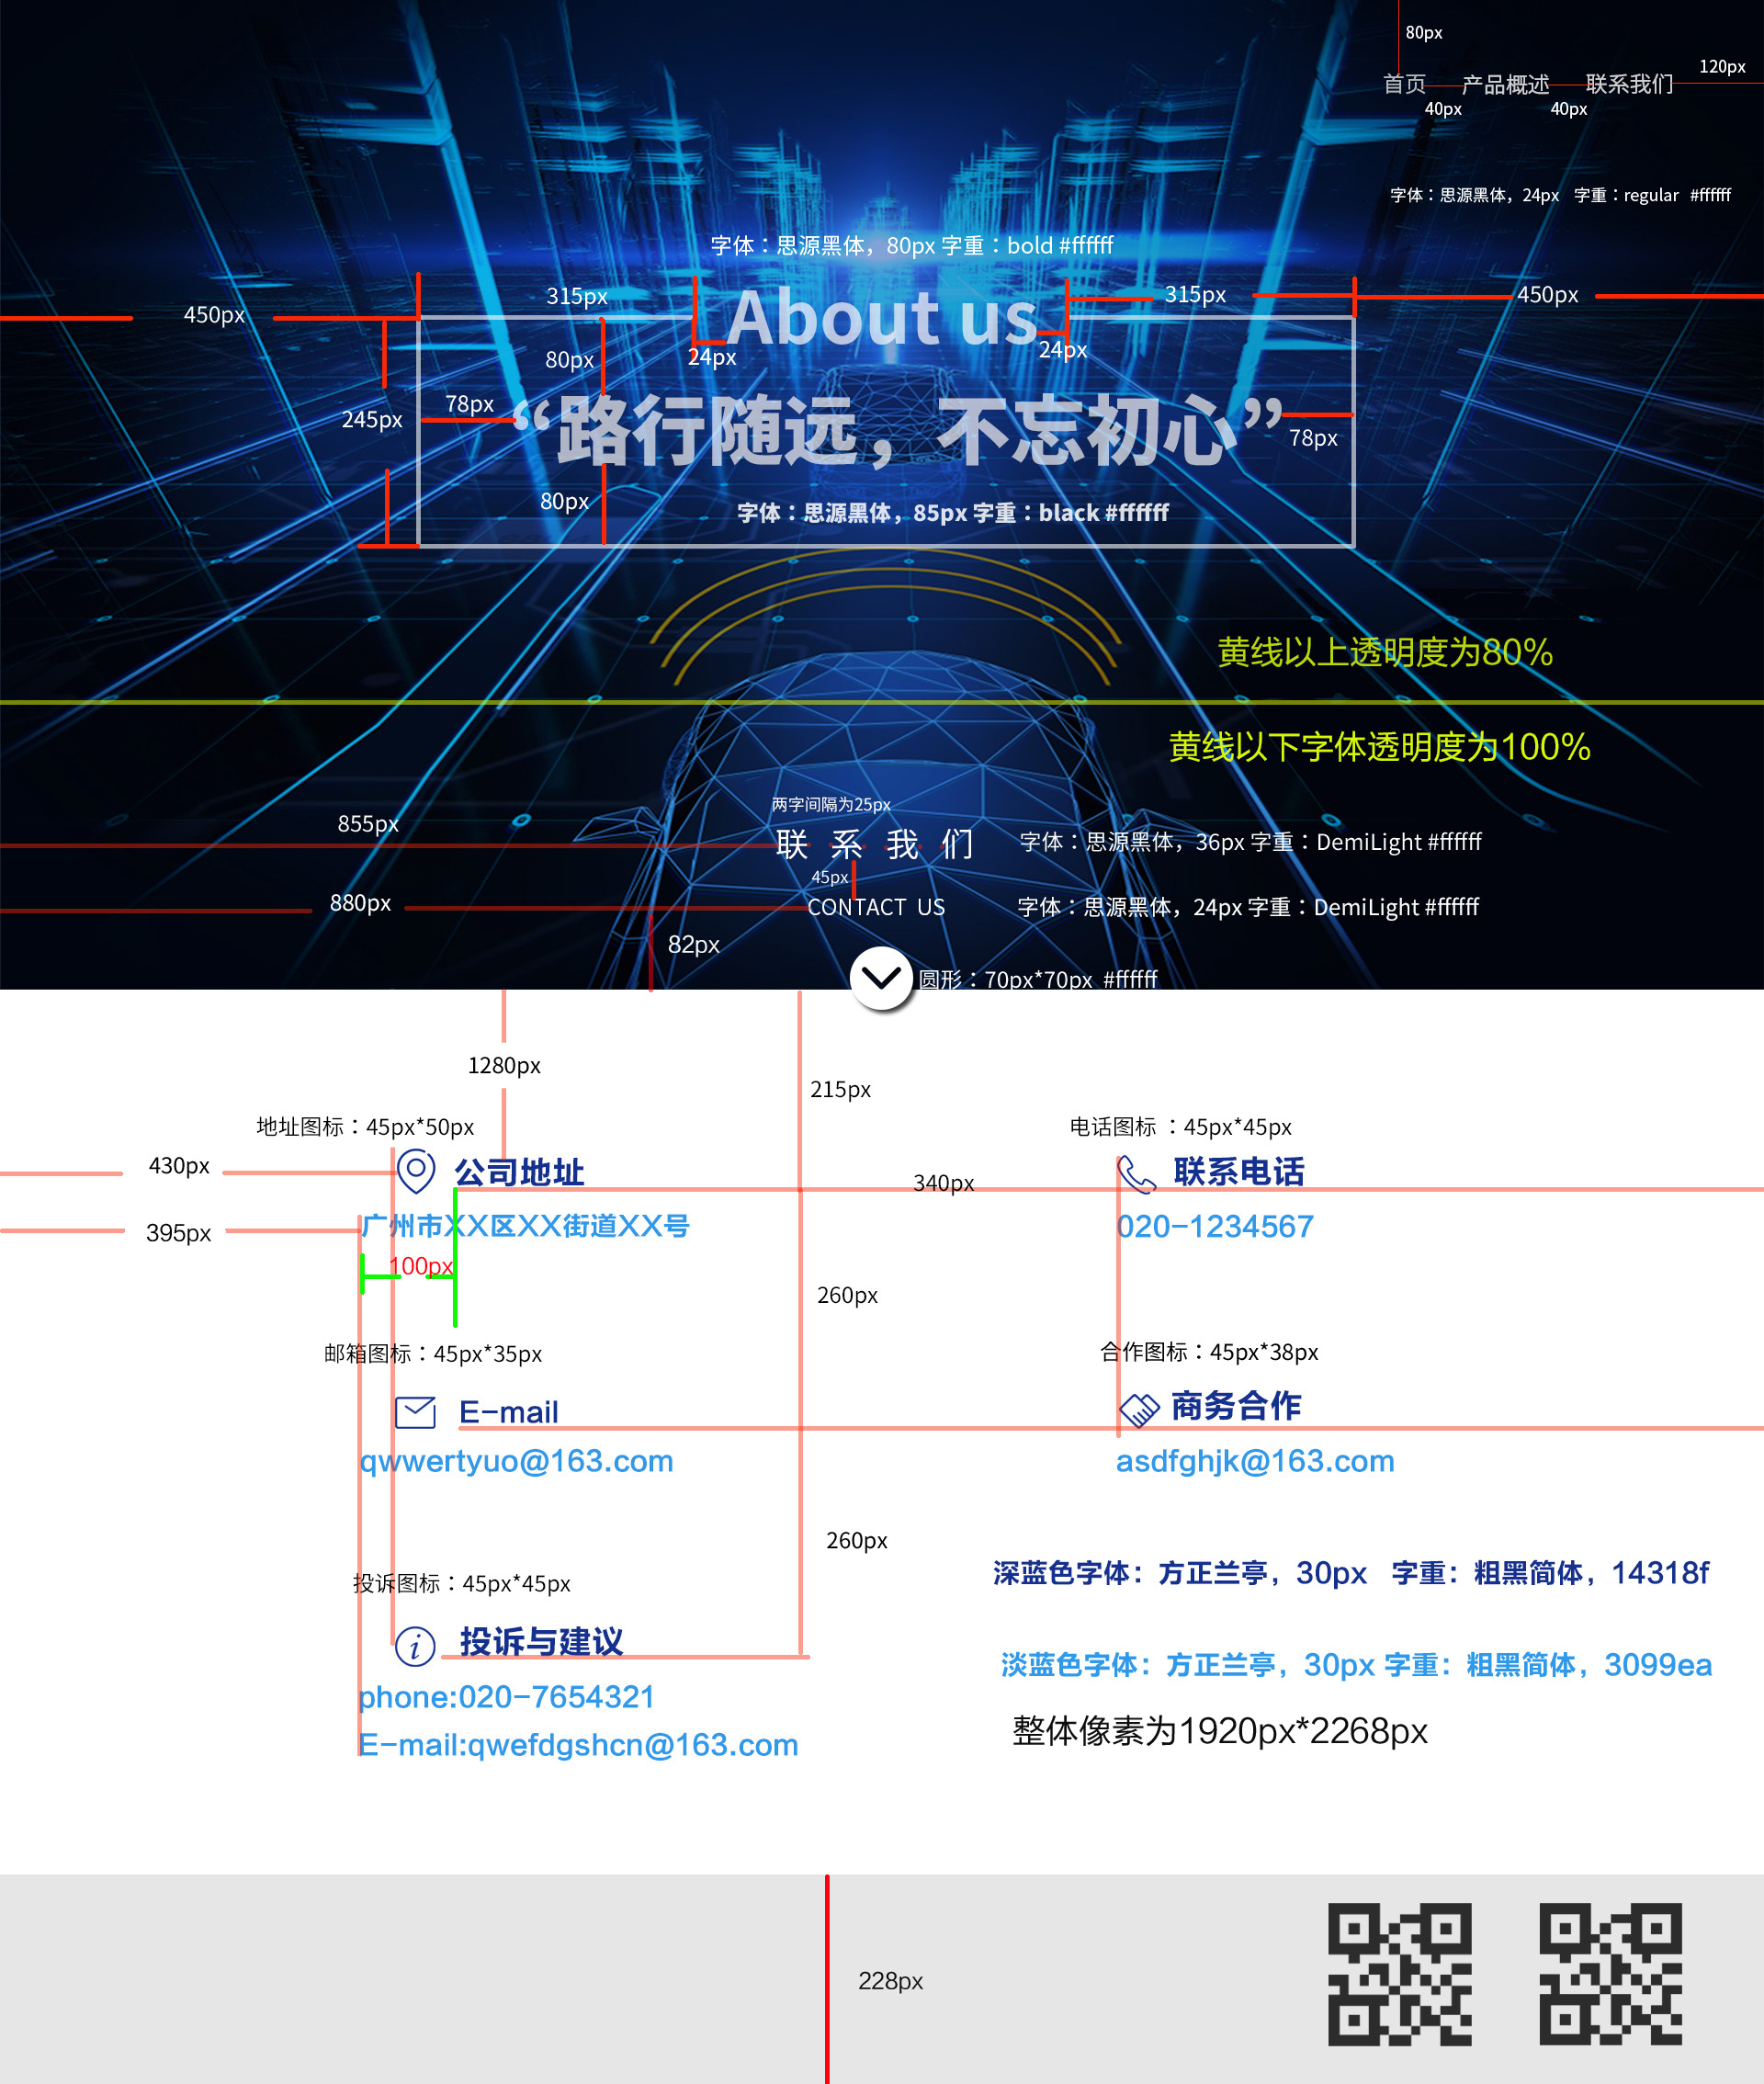 80px
120px
首页 产品概述 联系我们
40px 40px
字体：思源黑体，24px 字重：regular #ffffff
字体：思源黑体，80px 字重：bold #ffffff
450px 315px About us 315px 450px
24px 24px
80px
245px 78px “路行随远，不忘初心” 78px
80px 字体：思源黑体，85px 字重：black #ffffff
黄线以上透明度为80%
黄线以下字体透明度为100%
两字间隔为25px
855px 联系我们 字体：思源黑体，36px 字重：DemiLight #ffffff
45px
880px CONTACT US 字体：思源黑体，24px 字重：DemiLight #ffffff
82px
圆形：70px*70px #ffffff
1280px
215px
地址图标：45px*50px 电话图标 ：45px*45px
430px 公司地址 340px 联系电话
395px 广州市XX区XX街道XX号 020-1234567
100px
260px
邮箱图标：45px*35px 合作图标：45px*38px
E-mail 商务合作
qwwertyuo@163.com asdfghjk@163.com
260px
投诉图标：45px*45px 深蓝色字体：方正兰亭，30px 字重：粗黑简体，14318f
投诉与建议 淡蓝色字体：方正兰亭，30px 字重：粗黑简体，3099ea
phone:020-7654321
整体像素为1920px*2268px
E-mail:qwefdgshcn@163.com
228px